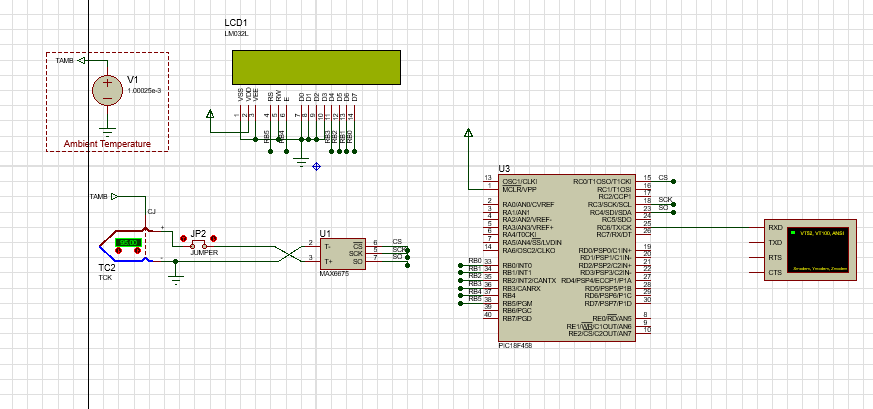 LCD1
LM032L
TAMB
V1
1.00025e-3
Ambient Temperature
VSS
VDD
VEE
RS
RW
E
D0
D1
D2
D3
D4
D5
D6
D7
1
2
3
4
5
6
7
8
9
10
11
12
13
14
RB5
RB4
RB3
RB2
RB1
RB0
TAMB
CJ
+
-
TC2
TCK
JP2
JUMPER
U1
2 T- CS 6 CS
SCK 5 SCK
3 T+ SO 7 SO
MAX6675
U3
13 OSC1/CLKI RC0/T1OSO/T1CKI 15 CS
1 MCLR/VPP RC1/T1OSI 16
RC2/CCP1 17
2 RA0/AN0/CVREF RC3/SCK/SCL 18 SCK
3 RA1/AN1 RC4/SDI/SDA 23 SO
4 RA2/AN2/VREF- RC5/SDO 24
5 RA3/AN3/VREF+ RC6/TX/CK 25
6 RA4/T0CKI RC7/RX/DT 26
7 RA5/AN4/SS/LVDIN
14 RA6/OSC2/CLKO RD0/PSP0/C1IN+ 19
RD1/PSP1/C1IN- 20
RB0 33 RB0/INT0 RD2/PSP2/C2IN+ 21
RB1 34 RB1/INT1 RD3/PSP3/C2IN- 22
RB2 35 RB2/INT2/CANTX RD4/PSP4/ECCP1/P1A 27
RB3 36 RB3/CANRX RD5/PSP5/P1B 28
RB4 37 RB4 RD6/PSP6/P1C 29
RB5 38 RB5/PGM RD7/PSP7/P1D 30
39 RB6/PGC
40 RB7/PGD RE0/RD/AN5 8
RE1/WR/C1OUT/AN6 9
RE2/CS/C2OUT/AN7 10
PIC18F458
RXD
TXD
RTS
CTS
VT52, VT100, ANSI